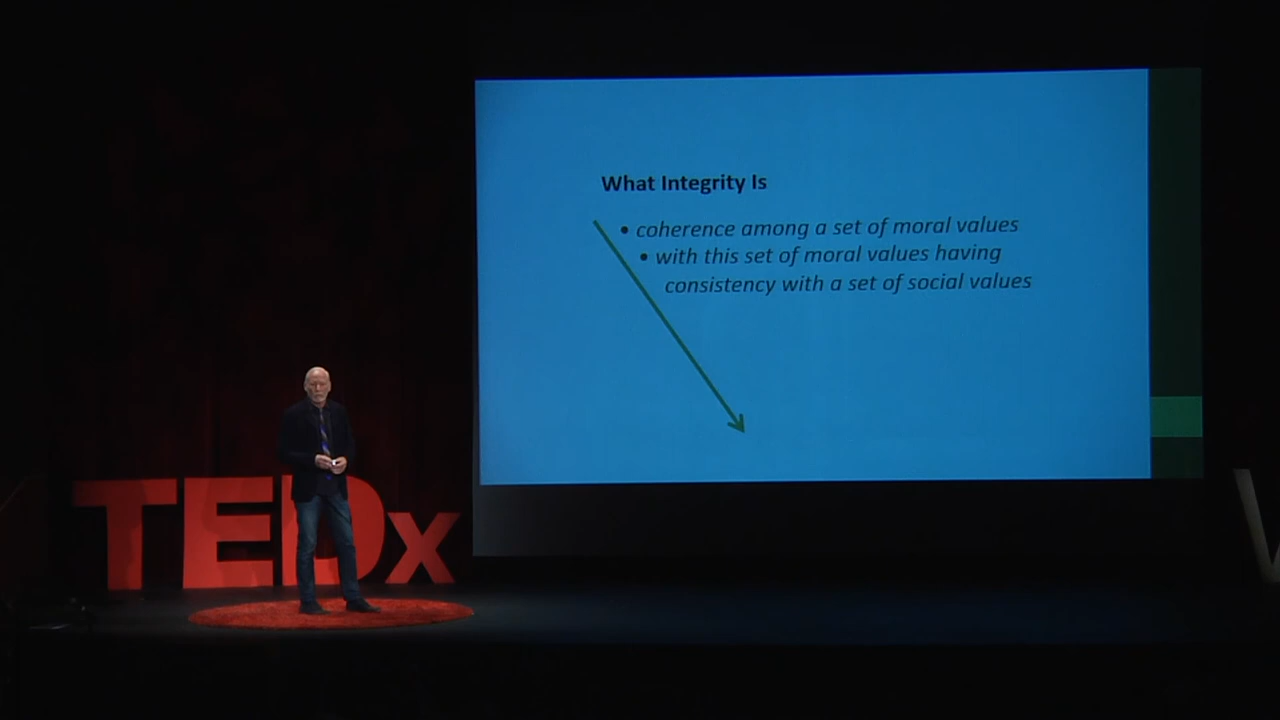 What Integrity Is
• coherence among a set of moral values
• with this set of moral values having
consistency with a set of social values
TEDx